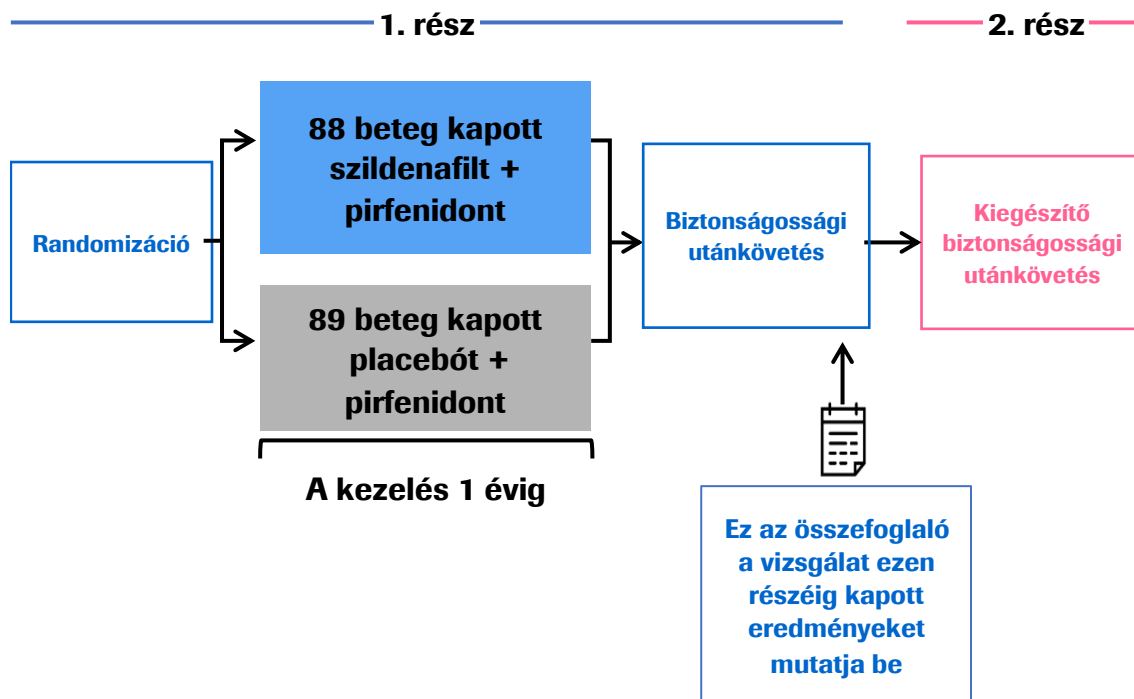 1. rész
2. rész
Randomizáció
88 beteg kapott
szildenafilt +
pirfenidont
89 beteg kapott
placebót +
pirfenidont
A kezelés 1 évig
Biztonságossági
utánkövetés
Kiegészítő
biztonságossági
utánkövetés
Ez az összefoglaló
a vizsgálat ezen
részéig kapott
eredményeket
mutatja be